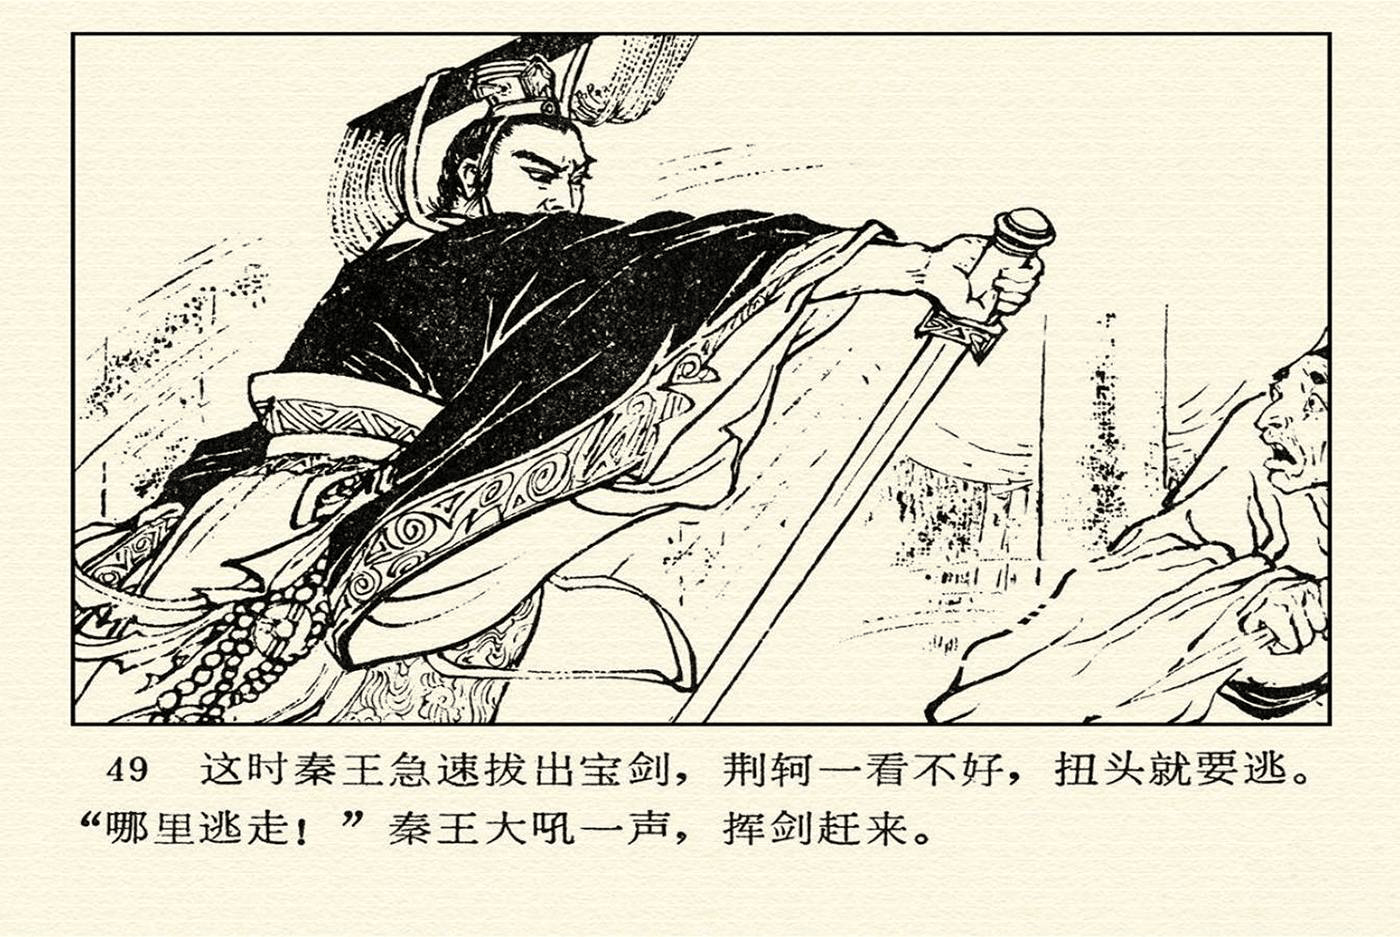 49 这时秦王急速拔出宝剑，荆轲一看不好，扭头就要逃。
“哪里逃走！”秦王大吼一声，挥剑赶来。